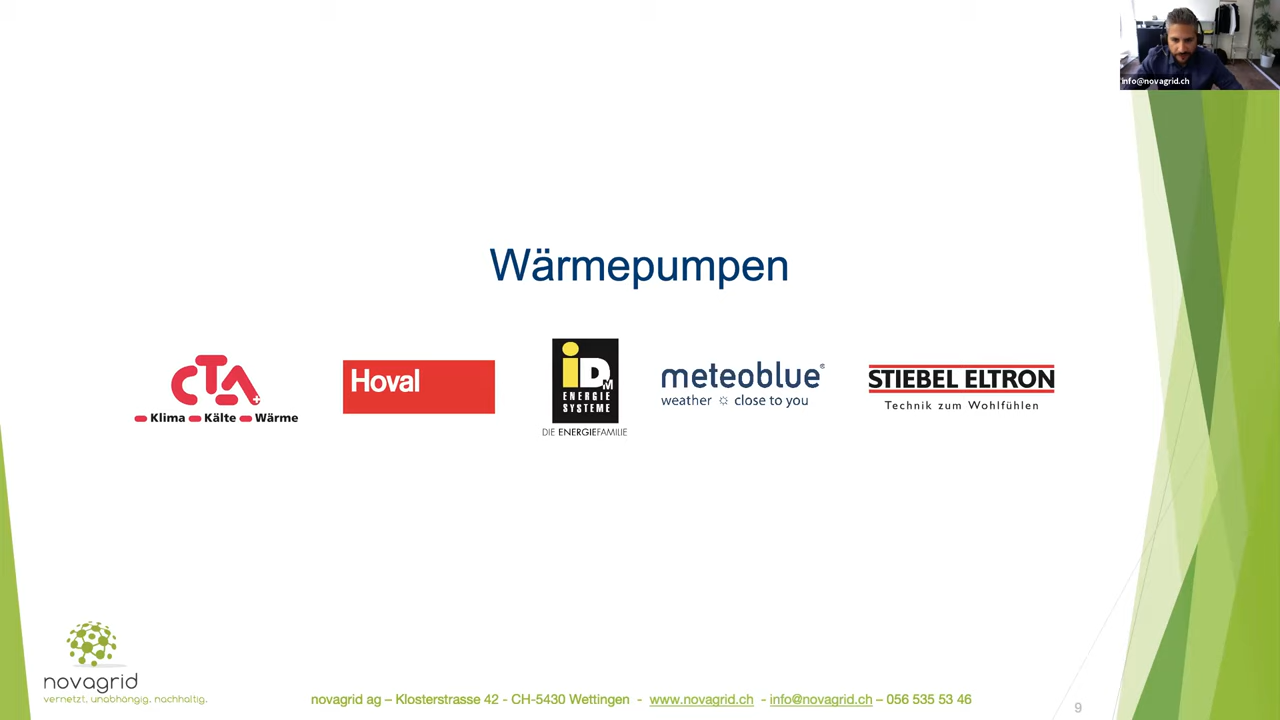 info@novagrid.ch
Wärmepumpen
CTA
Klima Kälte Wärme
Hoval
iDM
ENERGIE
SYSTEME
DIE ENERGIEFAMILIE
meteoblue®
weather ☼ close to you
STIEBEL ELTRON
Technik zum Wohlfühlen
novagrid
vernetzt. unabhängig. nachhaltig.
novagrid ag – Klosterstrasse 42 - CH-5430 Wettingen - www.novagrid.ch - info@novagrid.ch – 056 535 53 46
9